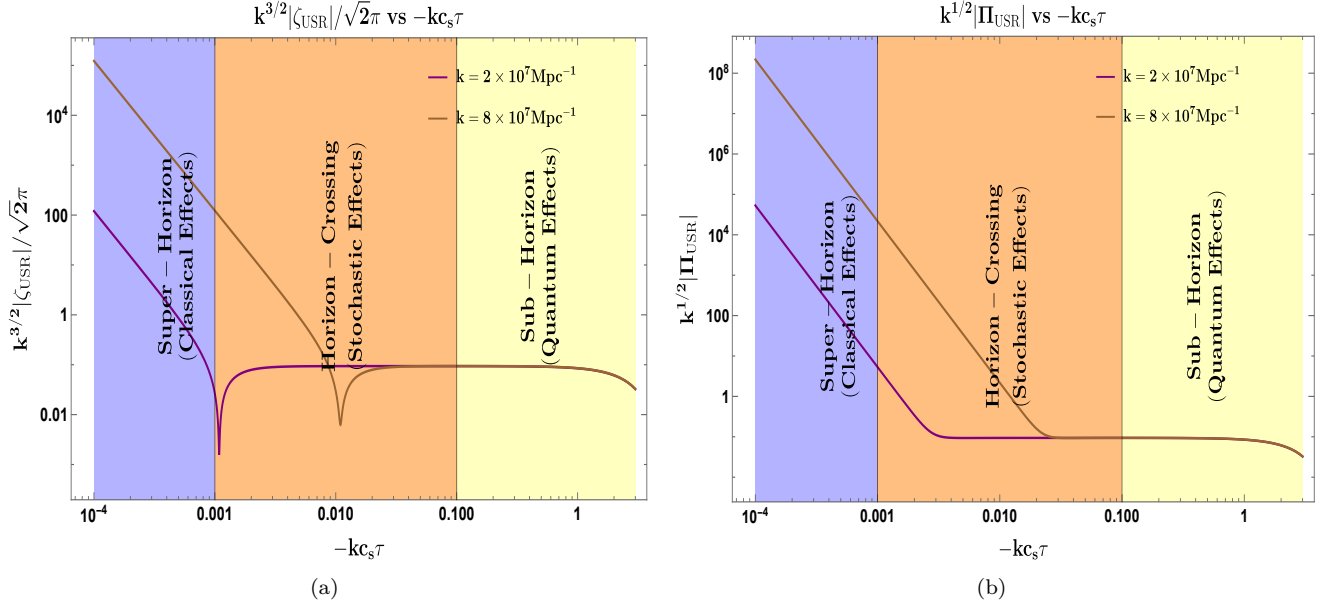 k^{3/2}|ζ_USR|/√2π vs −kc_sτ
k = 2 × 10^7 Mpc^{−1}
k = 8 × 10^7 Mpc^{−1}
k^{3/2}|ζ_USR|/√2π
10^4
100
1
0.01
Super − Horizon
(Classical Effects)
Horizon − Crossing
(Stochastic Effects)
Sub − Horizon
(Quantum Effects)
10^{−4}
0.001
0.010
0.100
1
−kc_sτ
(a)
k^{1/2}|Π_USR| vs −kc_sτ
k = 2 × 10^7 Mpc^{−1}
k = 8 × 10^7 Mpc^{−1}
k^{1/2}|Π_USR|
10^8
10^6
10^4
100
1
Super − Horizon
(Classical Effects)
Horizon − Crossing
(Stochastic Effects)
Sub − Horizon
(Quantum Effects)
10^{−4}
0.001
0.010
0.100
1
−kc_sτ
(b)